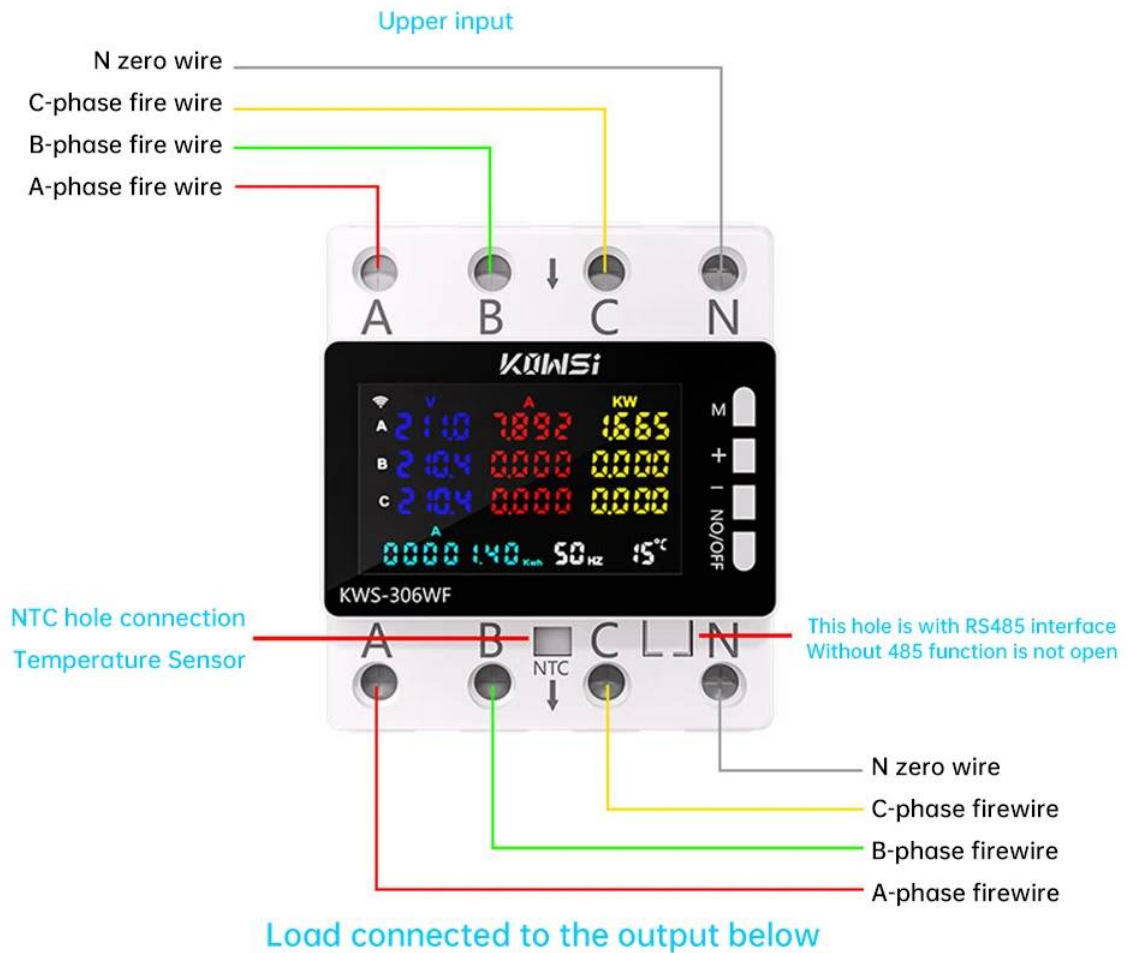 Upper input
N zero wire
C-phase fire wire
B-phase fire wire
A-phase fire wire
A B C N
KOWSi
V A KW
A 211.0 7.892 1.665
B 210.4 0.000 0.000
C 210.4 0.000 0.000
A
00001.40 Kwh 50 HZ 15°C
M
+
−
NO/OFF
KWS-306WF
NTC hole connection
Temperature Sensor
A B C N
NTC
This hole is with RS485 interface
Without 485 function is not open
N zero wire
C-phase firewire
B-phase firewire
A-phase firewire
Load connected to the output below